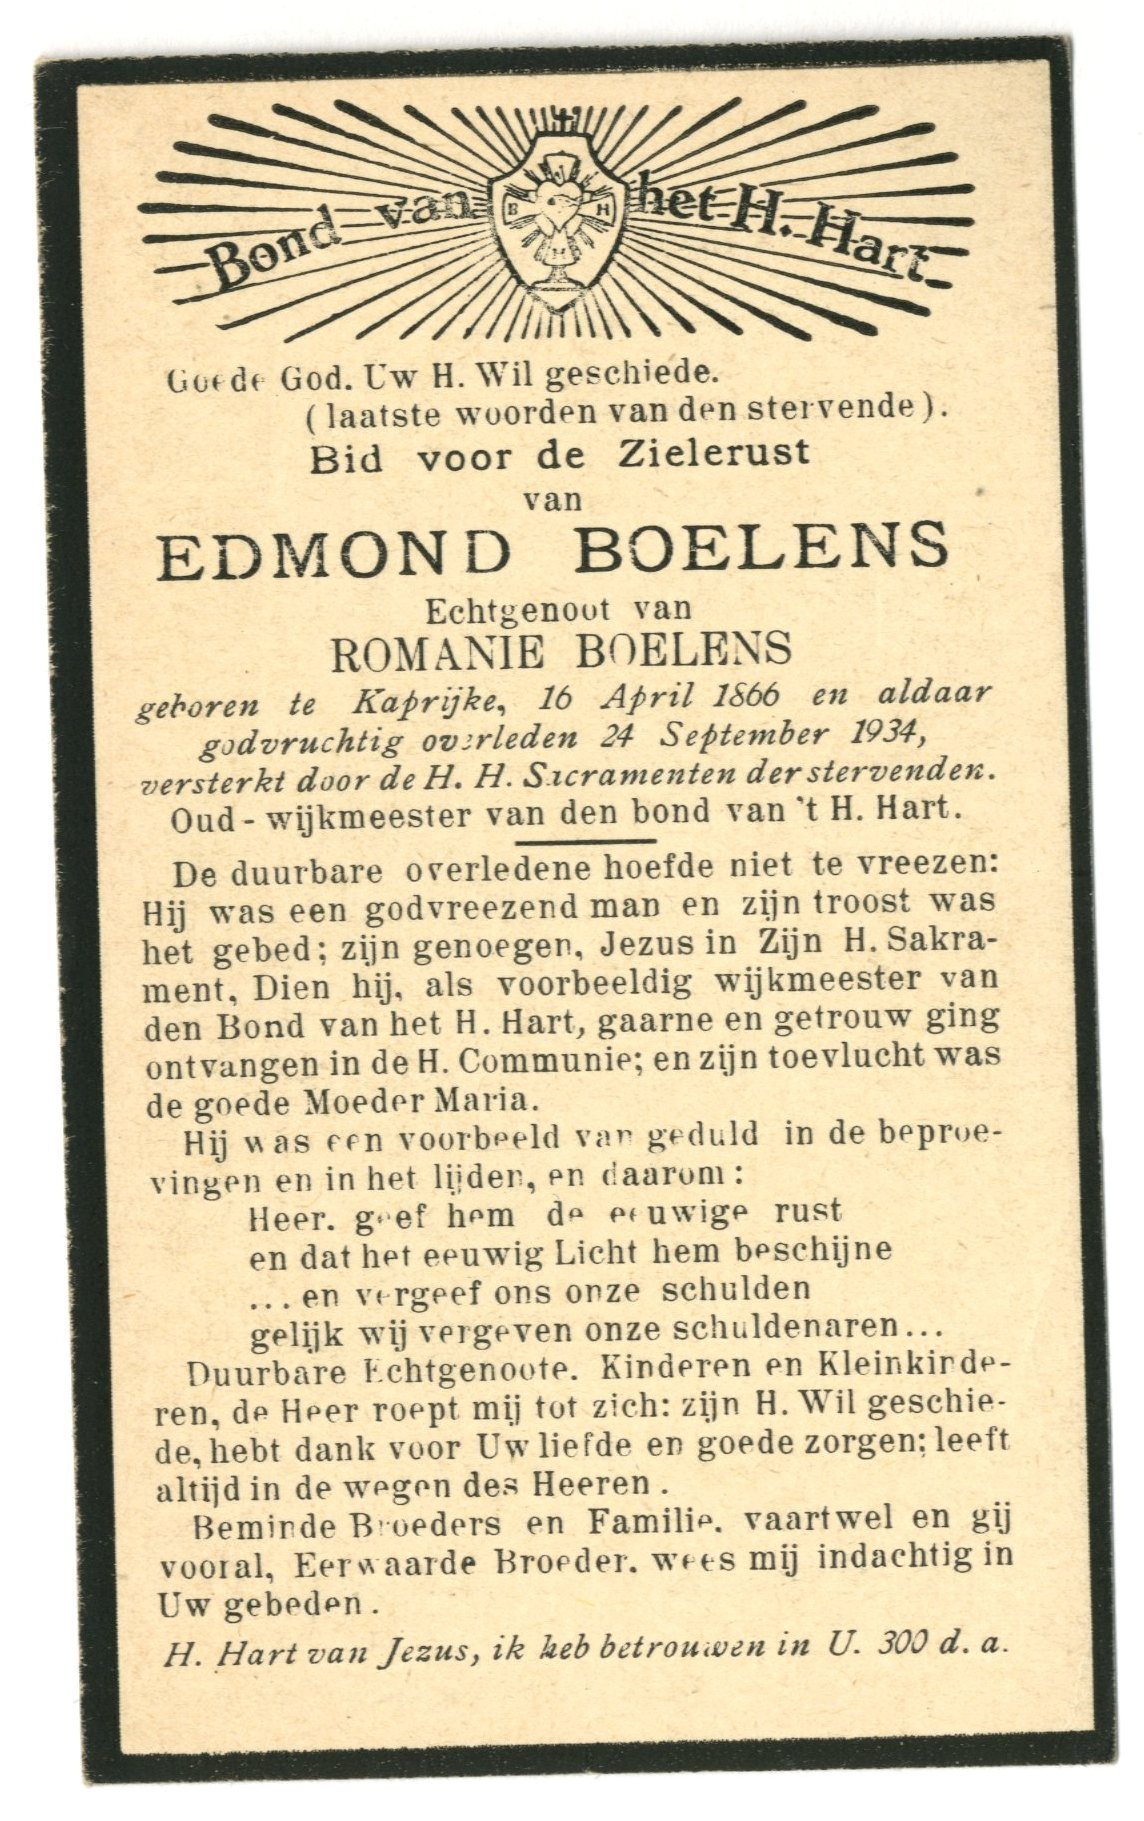 Bond van het H. Hart
J
B H
H
Goede God. Uw H. Wil geschiede.
(laatste woorden van den stervende).
Bid voor de Zielerust
van
EDMOND BOELENS
Echtgenoot van
ROMANIE BOELENS
geboren te Kaprijke, 16 April 1866 en aldaar
godvruchtig overleden 24 September 1934,
versterkt door de H. H. Sacramenten der stervenden.
Oud-wijkmeester van den bond van 't H. Hart.
De duurbare overledene hoefde niet te vreezen:
Hij was een godvreezend man en zijn troost was
het gebed; zijn genoegen, Jezus in Zijn H. Sakra-
ment, Dien hij, als voorbeeldig wijkmeester van
den Bond van het H. Hart, gaarne en getrouw ging
ontvangen in de H. Communie; en zijn toevlucht was
de goede Moeder Maria.
Hij was een voorbeeld van geduld in de beproe-
vingen en in het lijden, en daarom:
Heer. geef hem de eeuwige rust
en dat het eeuwig Licht hem beschijne
...en vergeef ons onze schulden
gelijk wij vergeven onze schuldenaren...
Duurbare Echtgenoote. Kinderen en Kleinkinde-
ren, de Heer roept mij tot zich: zijn H. Wil geschie-
de, hebt dank voor Uw liefde en goede zorgen; leeft
altijd in de wegen des Heeren.
Beminde Broeders en Familie. vaartwel en gij
vooral, Eerwaarde Broeder. wees mij indachtig in
Uw gebeden.
H. Hart van Jezus, ik heb betrouwen in U. 300 d. a.